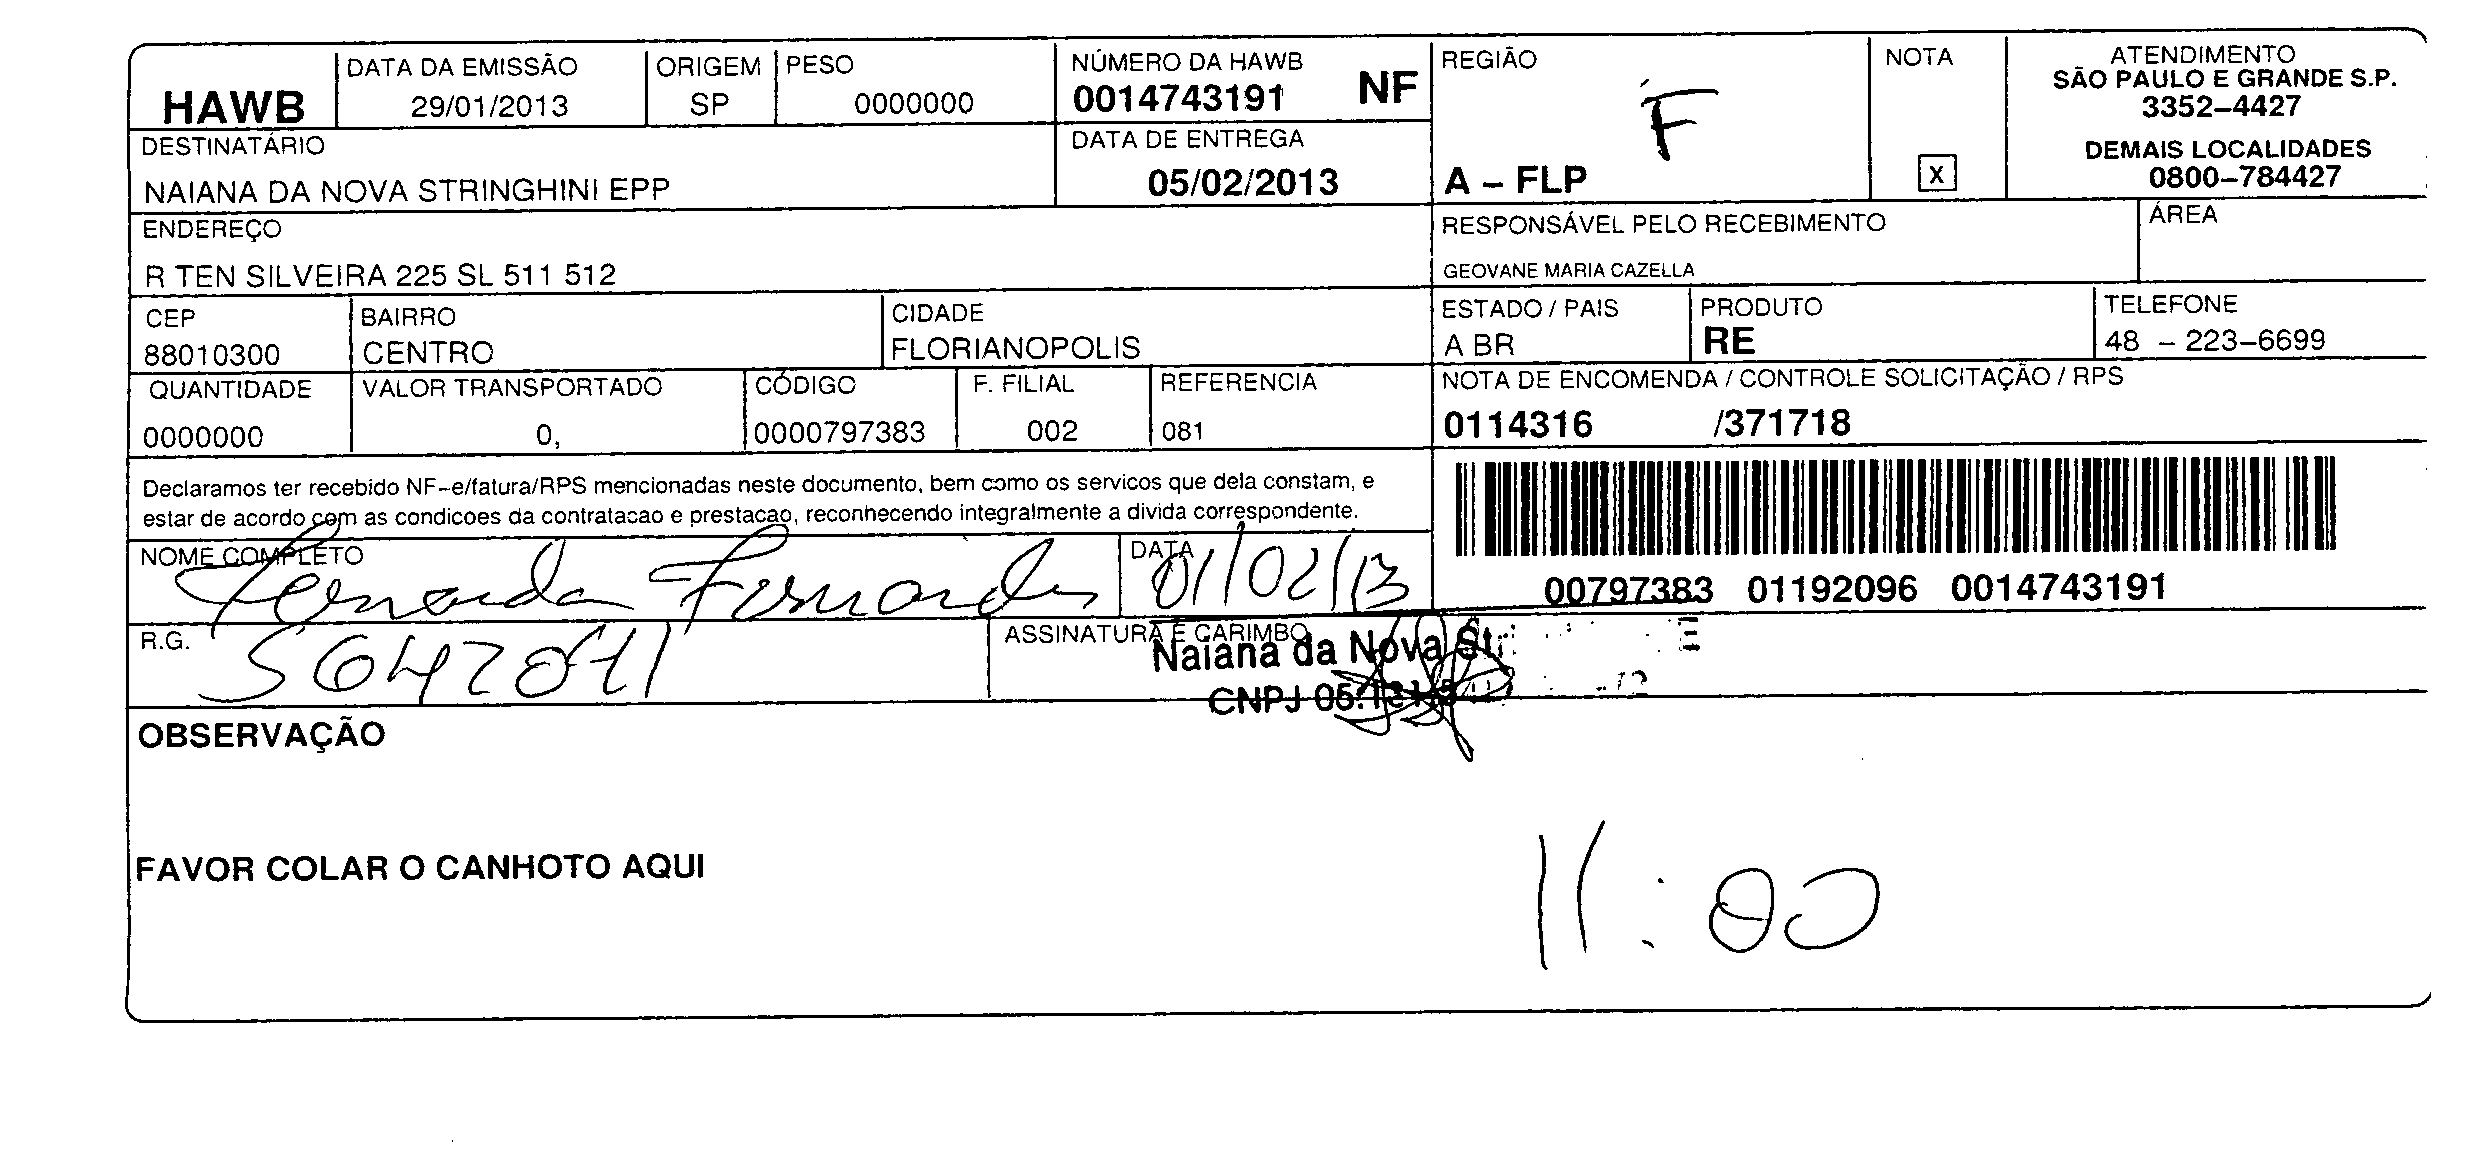 HAWB
DATA DA EMISSÃO
29/01/2013
ORIGEM
SP
PESO
0000000
NÚMERO DA HAWB
0014743191 NF
REGIÃO
F
A – FLP
NOTA
X
ATENDIMENTO
SÃO PAULO E GRANDE S.P.
3352–4427
DEMAIS LOCALIDADES
0800–784427
DESTINATÁRIO
NAIANA DA NOVA STRINGHINI EPP
DATA DE ENTREGA
05/02/2013
ENDEREÇO
R TEN SILVEIRA 225 SL 511 512
RESPONSÁVEL PELO RECEBIMENTO
GEOVANE MARIA CAZELLA
ÁREA
CEP
88010300
BAIRRO
CENTRO
CIDADE
FLORIANOPOLIS
ESTADO / PAIS
A BR
PRODUTO
RE
TELEFONE
48 – 223–6699
QUANTIDADE
0000000
VALOR TRANSPORTADO
0,
CÓDIGO
0000797383
F. FILIAL
002
REFERENCIA
081
NOTA DE ENCOMENDA / CONTROLE SOLICITAÇÃO / RPS
0114316 /371718
Declaramos ter recebido NF–e/fatura/RPS mencionadas neste documento, bem como os servicos que dela constam, e
estar de acordo com as condicoes da contratacao e prestacao, reconhecendo integralmente a divida correspondente.
NOME COMPLETO
Fernanda Fernandes
DATA
01/02/13
00797383 01192096 0014743191
R.G.
5642041
ASSINATURA E CARIMBO
Naiana da Nova
CNPJ
OBSERVAÇÃO
FAVOR COLAR O CANHOTO AQUI
11:00